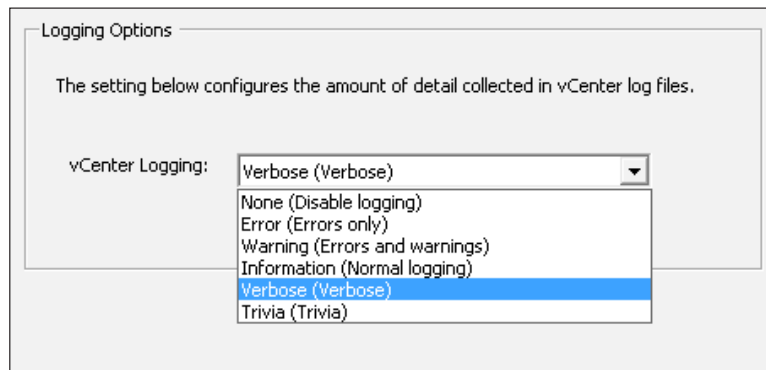 Logging Options
The setting below configures the amount of detail collected in vCenter log files.
vCenter Logging: Verbose (Verbose)
None (Disable logging)
Error (Errors only)
Warning (Errors and warnings)
Information (Normal logging)
Verbose (Verbose)
Trivia (Trivia)